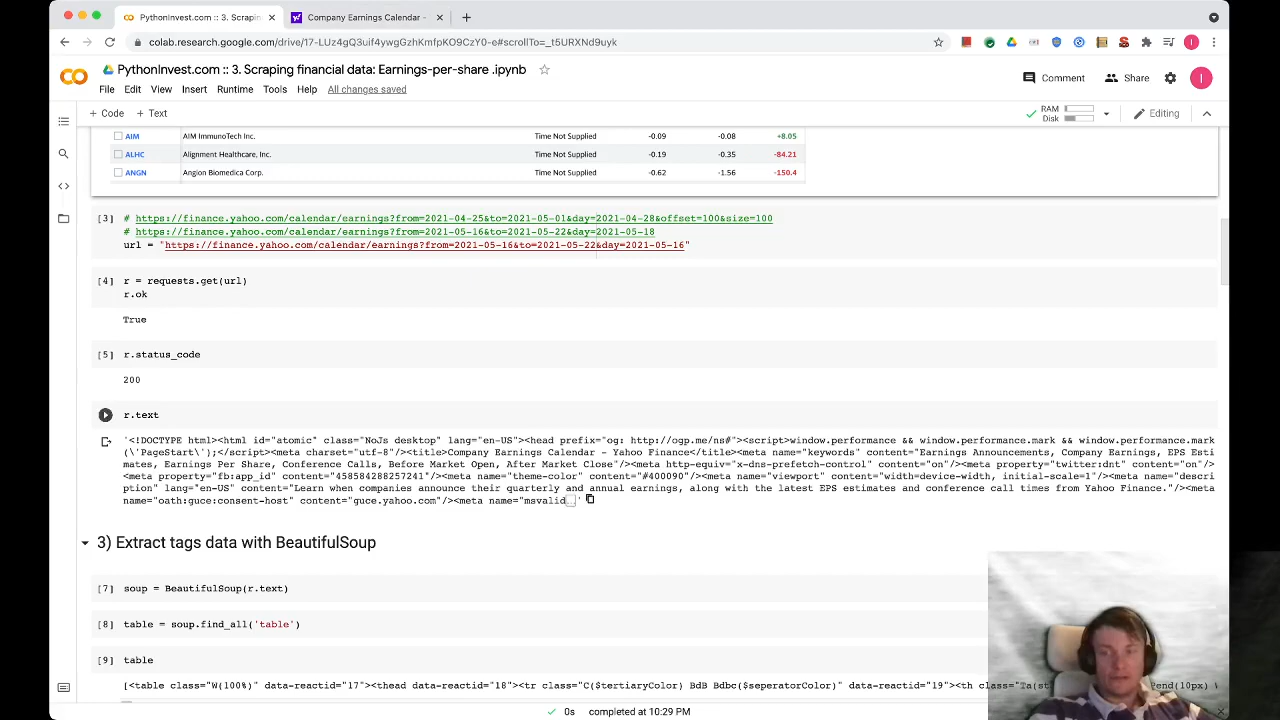 PythonInvest.com :: 3. Scrapin
Company Earnings Calendar -
colab.research.google.com/drive/17-LUz4gQ3uif4ywgGzhKmfpKO9CzY0-e#scrollTo=_t5URXNd9uyk
PythonInvest.com :: 3. Scraping financial data: Earnings-per-share .ipynb
Comment
Share
I
File Edit View Insert Runtime Tools Help All changes saved
+ Code + Text
RAM
Disk
Editing
AIM AIM ImmunoTech Inc. Time Not Supplied -0.09 -0.08 +8.05
ALHC Alignment Healthcare, Inc. Time Not Supplied -0.19 -0.35 -84.21
ANGN Angion Biomedica Corp. Time Not Supplied -0.62 -1.56 -150.4
[3] # https://finance.yahoo.com/calendar/earnings?from=2021-04-25&to=2021-05-01&day=2021-04-28&offset=100&size=100
# https://finance.yahoo.com/calendar/earnings?from=2021-05-16&to=2021-05-22&day=2021-05-18
url = "https://finance.yahoo.com/calendar/earnings?from=2021-05-16&to=2021-05-22&day=2021-05-16"
[4] r = requests.get(url)
r.ok
True
[5] r.status_code
200
r.text
'<!DOCTYPE html><html id="atomic" class="NoJs desktop" lang="en-US"><head prefix="og: http://ogp.me/ns#"><script>window.performance && window.performance.mark && window.performance.mark
(\'PageStart\');</script><meta charset="utf-8"/><title>Company Earnings Calendar - Yahoo Finance</title><meta name="keywords" content="Earnings Announcements, Company Earnings, EPS Esti
mates, Earnings Per Share, Conference Calls, Before Market Open, After Market Close"/><meta http-equiv="x-dns-prefetch-control" content="on"/><meta property="twitter:dnt" content="on"/>
<meta property="fb:app_id" content="458584288257241"/><meta name="theme-color" content="#400090"/><meta name="viewport" content="width=device-width, initial-scale=1"/><meta name="descri
ption" lang="en-US" content="Learn when companies announce their quarterly and annual earnings, along with the latest EPS estimates and conference call times from Yahoo Finance."/><meta
name="oath:guce:consent-host" content="guce.yahoo.com"/><meta name="msvalid...'
3) Extract tags data with BeautifulSoup
[7] soup = BeautifulSoup(r.text)
[8] table = soup.find_all('table')
[9] table
[<table class="W(100%)" data-reactid="17"><thead data-reactid="18"><tr class="C($tertiaryColor) BdB Bdbc($seperatorColor)" data-reactid="19"><th class="Ta(st
0s completed at 10:29 PM